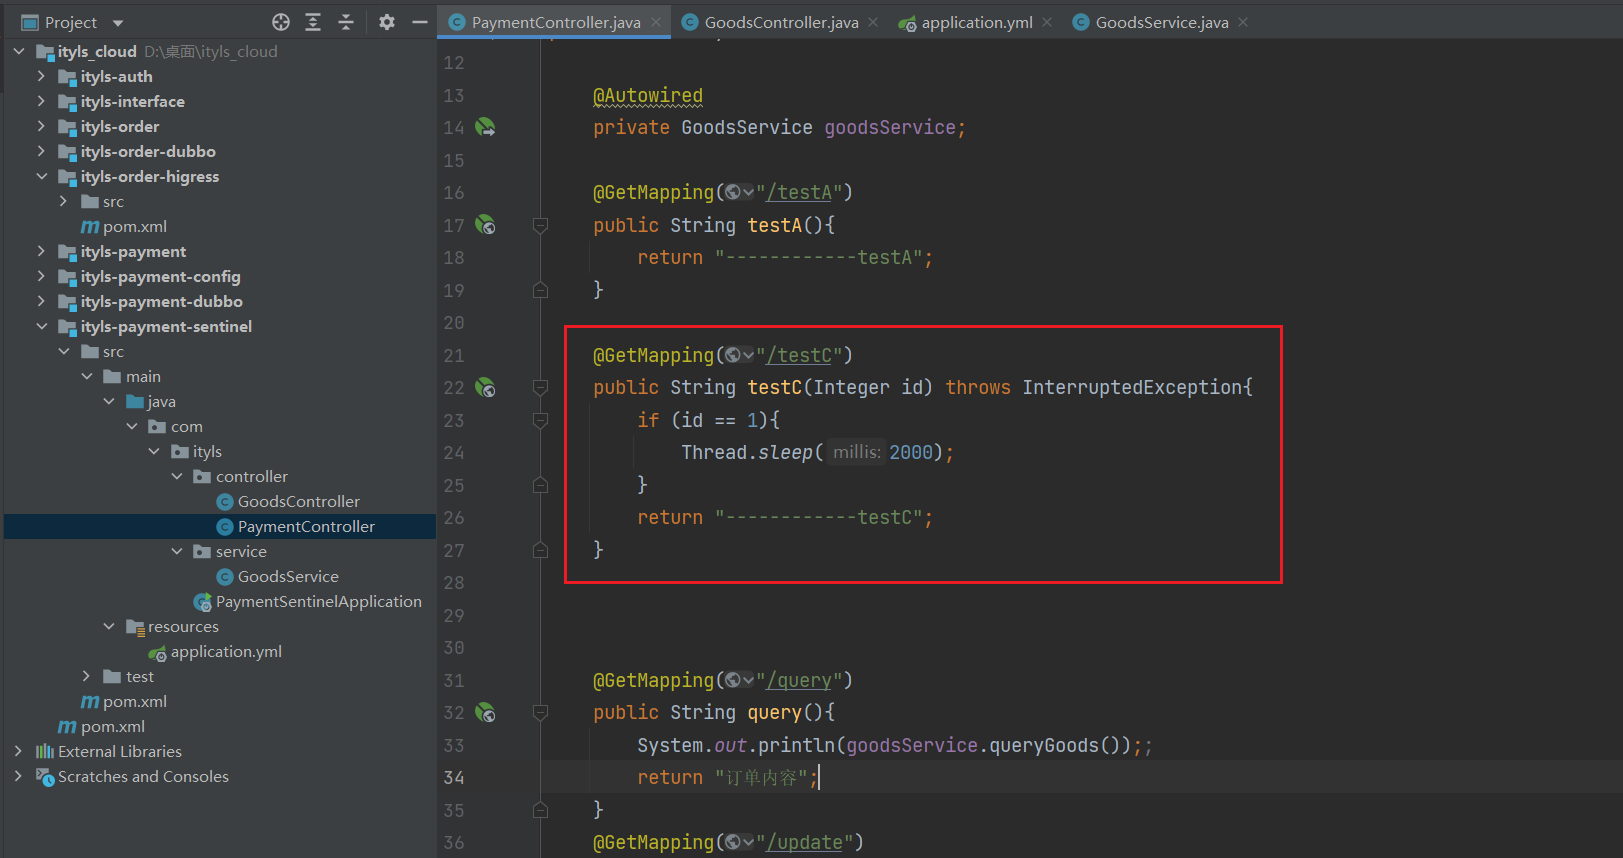 Project
ityls_cloud D:\桌面\ityls_cloud
ityls-auth
ityls-interface
ityls-order
ityls-order-dubbo
ityls-order-higress
src
pom.xml
ityls-payment
ityls-payment-config
ityls-payment-dubbo
ityls-payment-sentinel
src
main
java
com
ityls
controller
GoodsController
PaymentController
service
GoodsService
PaymentSentinelApplication
resources
application.yml
test
pom.xml
pom.xml
External Libraries
Scratches and Consoles
PaymentController.java GoodsController.java application.yml GoodsService.java
12
13 @Autowired
14 private GoodsService goodsService;
15
16 @GetMapping("/testA")
17 public String testA(){
18 return "------------testA";
19 }
20
21 @GetMapping("/testC")
22 public String testC(Integer id) throws InterruptedException{
23 if (id == 1){
24 Thread.sleep( millis: 2000);
25 }
26 return "------------testC";
27 }
28
29
30
31 @GetMapping("/query")
32 public String query(){
33 System.out.println(goodsService.queryGoods());;
34 return "订单内容";
35 }
36 @GetMapping("/update")